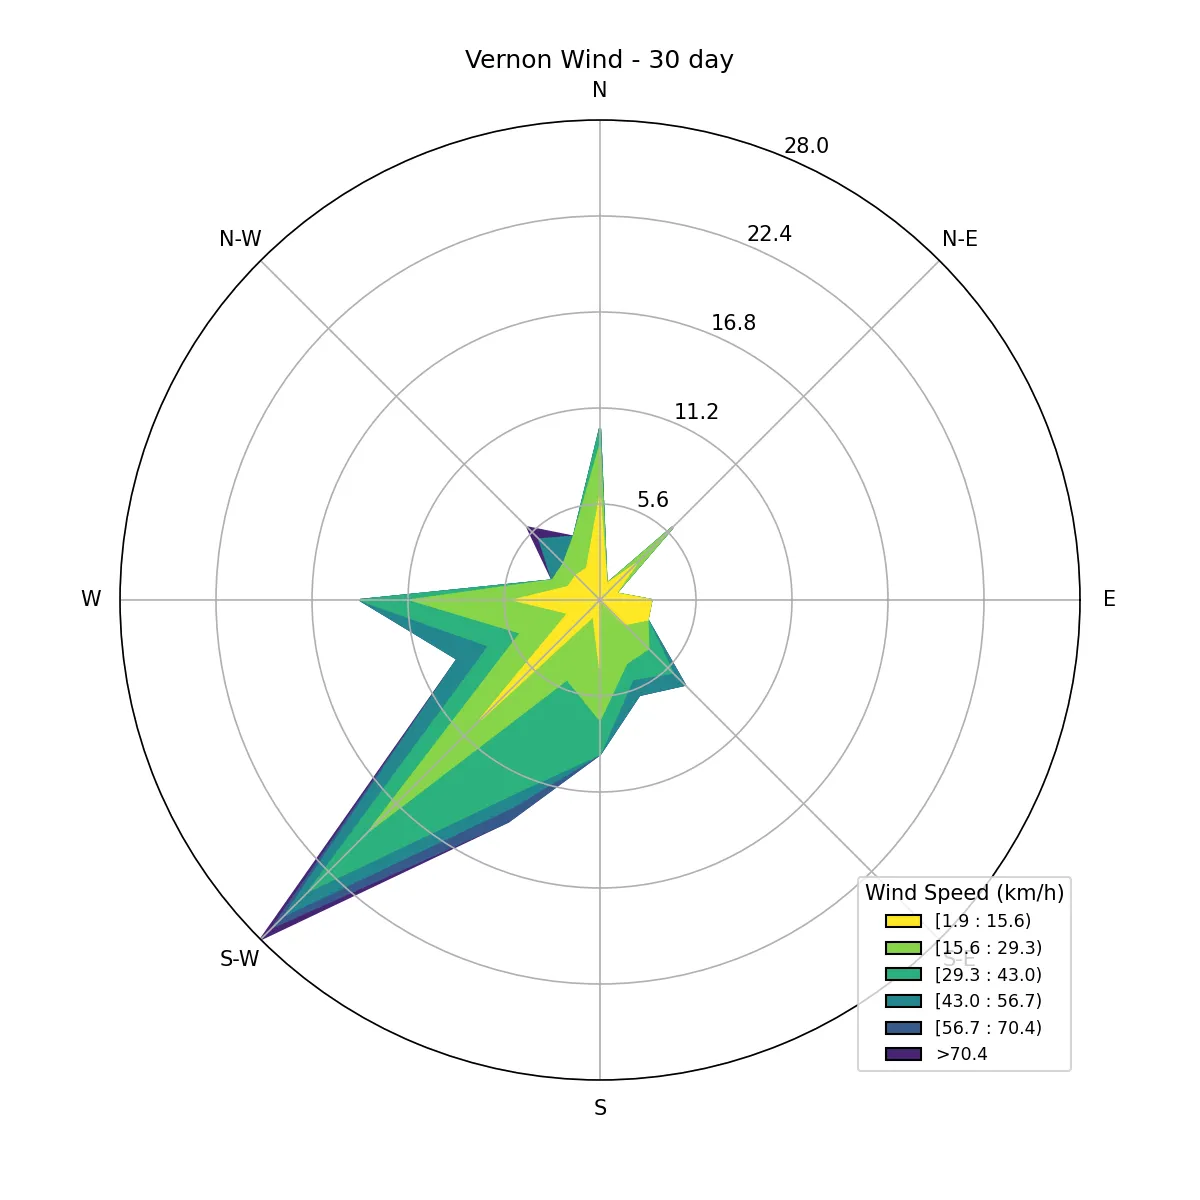 Vernon Wind - 30 day
N
28.0
N-W
N-E
22.4
16.8
11.2
5.6
W
E
S-W
S-E
S
Wind Speed (km/h)
[1.9 : 15.6)
[15.6 : 29.3)
[29.3 : 43.0)
[43.0 : 56.7)
[56.7 : 70.4)
>70.4